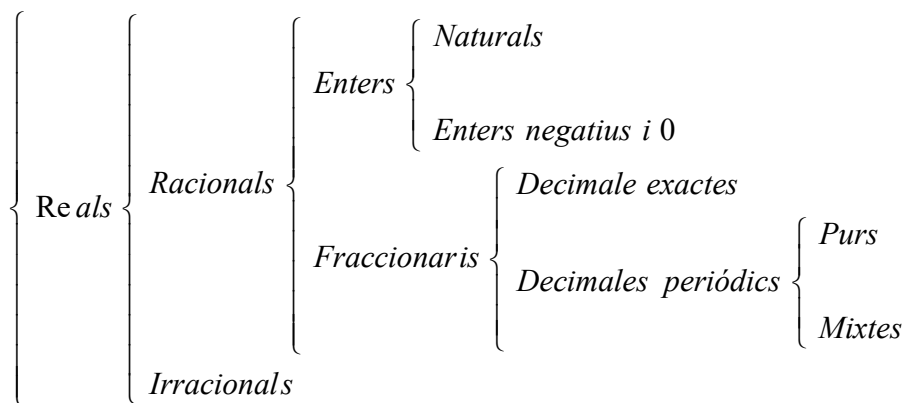 Naturals
Enters
Enters negatius i 0
Racionals
Decimale exactes
Reals
Purs
Fraccionaris
Decimales periódics
Mixtes
Irracionals